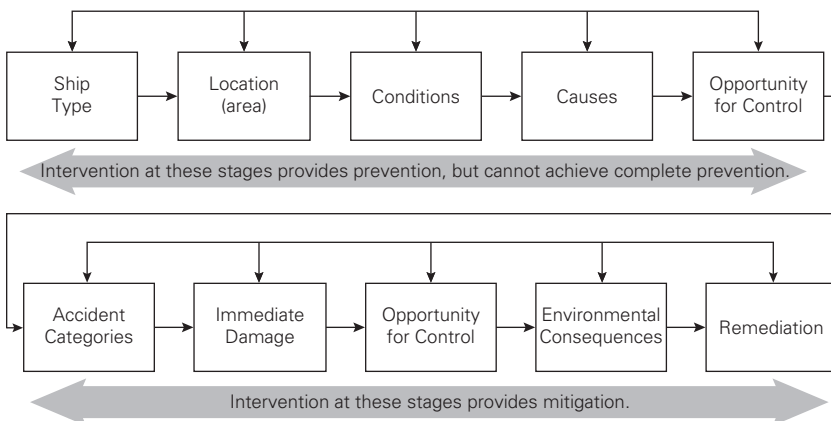 Ship
Type
Location
(area)
Conditions
Causes
Opportunity
for Control
Intervention at these stages provides prevention, but cannot achieve complete prevention.
Accident
Categories
Immediate
Damage
Opportunity
for Control
Environmental
Consequences
Remediation
Intervention at these stages provides mitigation.